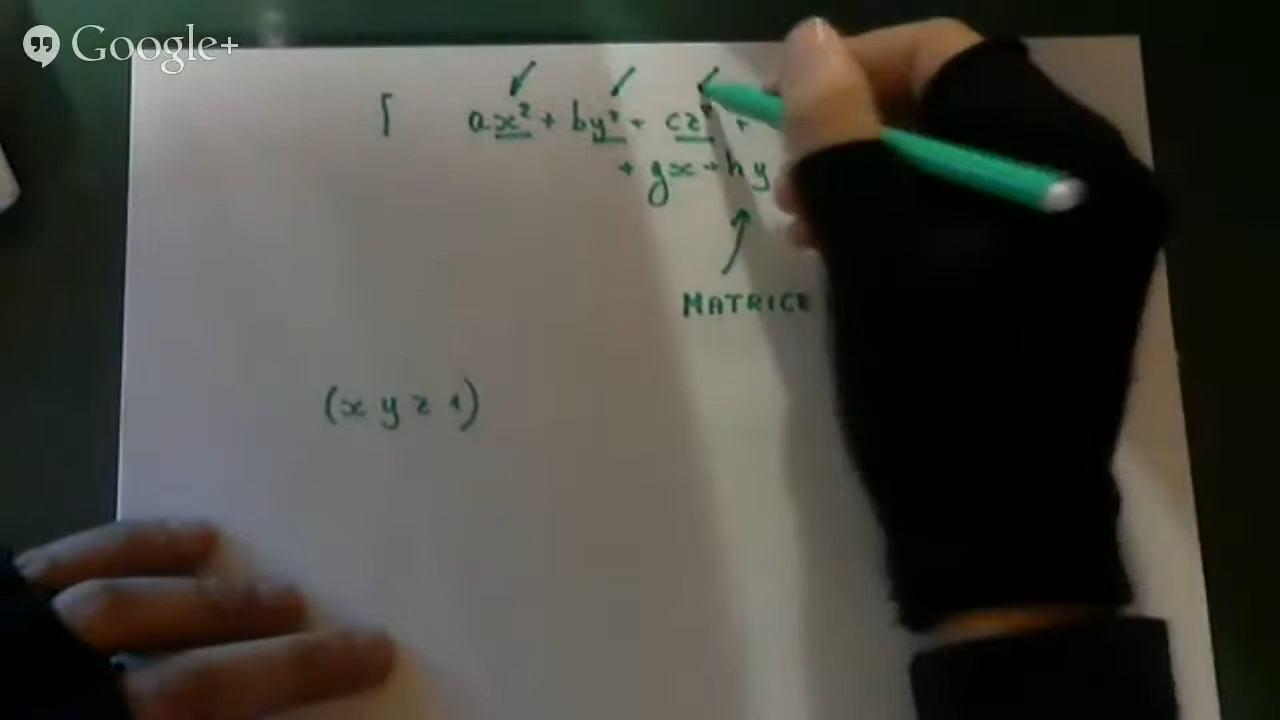 Google+
⌈ ax² + by² + cz² +
+ gx + hy
MATRICE
(x y z 1)